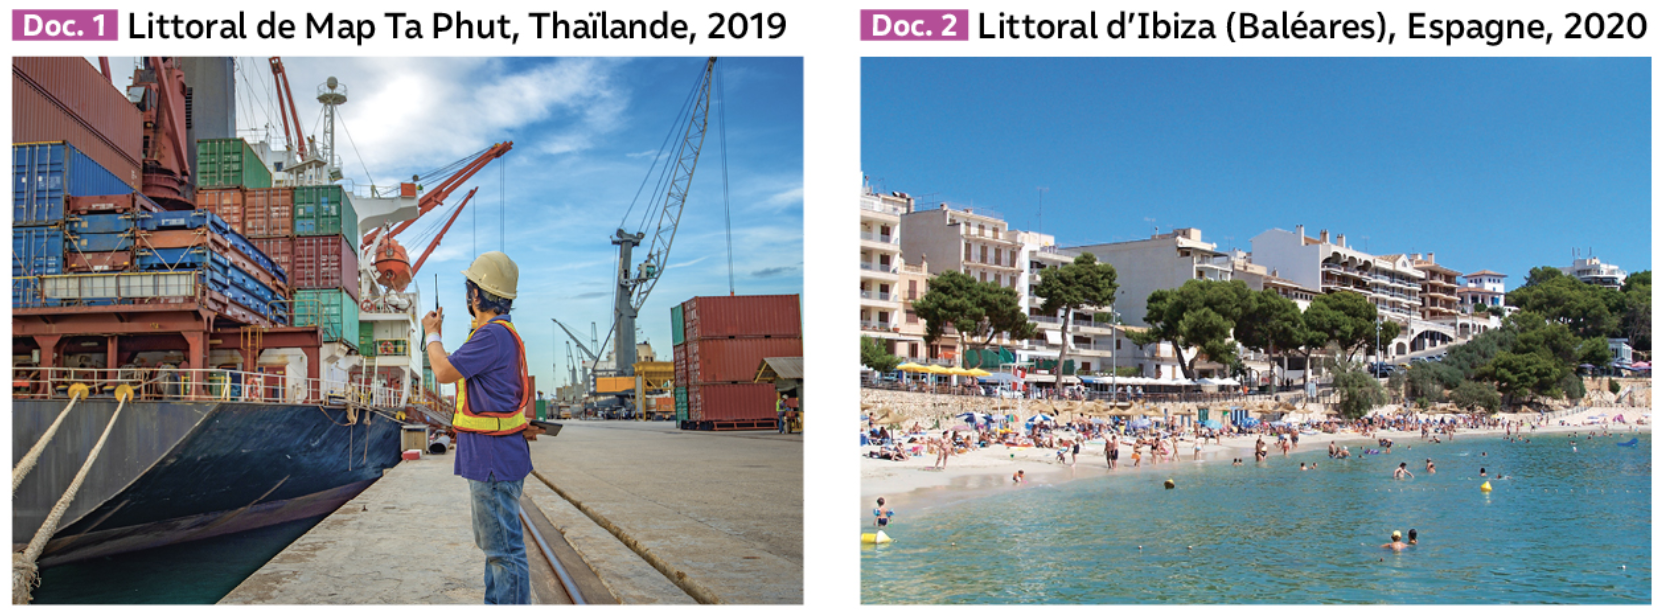 Doc. 1 Littoral de Map Ta Phut, Thaïlande, 2019
Doc. 2 Littoral d’Ibiza (Baléares), Espagne, 2020